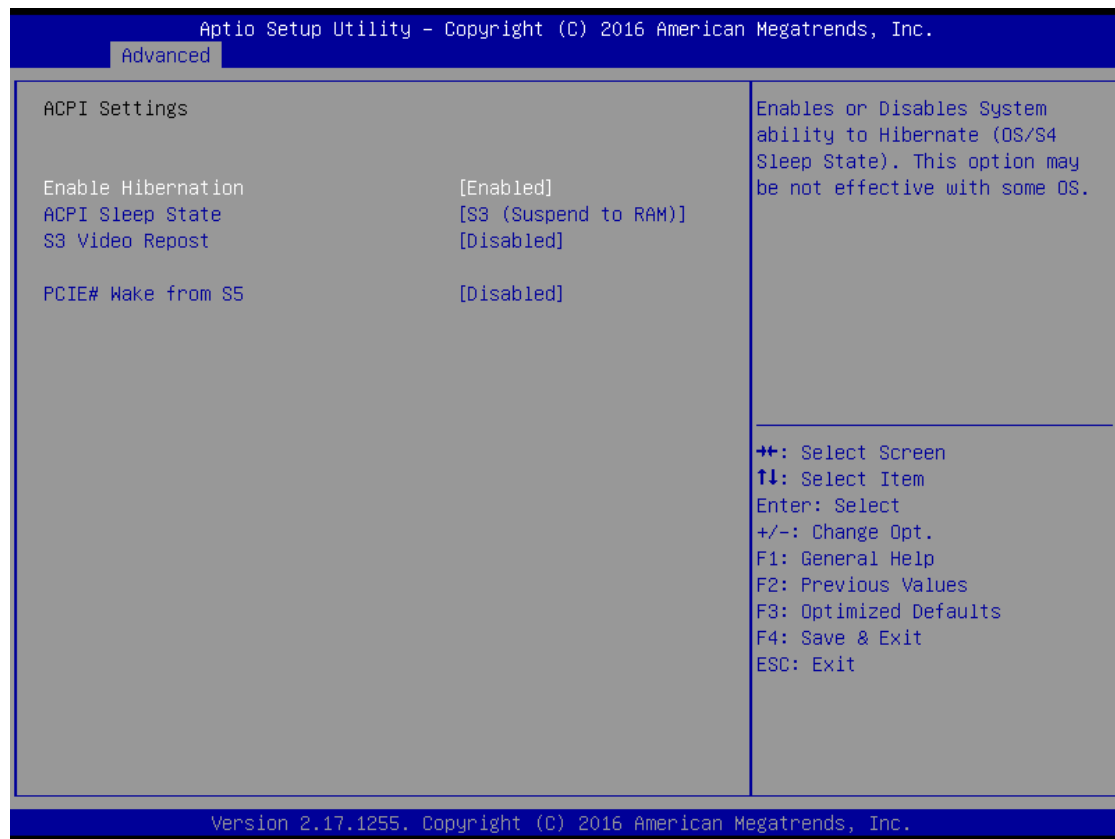 Aptio Setup Utility – Copyright (C) 2016 American Megatrends, Inc.
Advanced
ACPI Settings
Enable Hibernation [Enabled]
ACPI Sleep State [S3 (Suspend to RAM)]
S3 Video Repost [Disabled]
PCIE# Wake from S5 [Disabled]
Enables or Disables System
ability to Hibernate (OS/S4
Sleep State). This option may
be not effective with some OS.
→←: Select Screen
↑↓: Select Item
Enter: Select
+/-: Change Opt.
F1: General Help
F2: Previous Values
F3: Optimized Defaults
F4: Save & Exit
ESC: Exit
Version 2.17.1255. Copyright (C) 2016 American Megatrends, Inc.